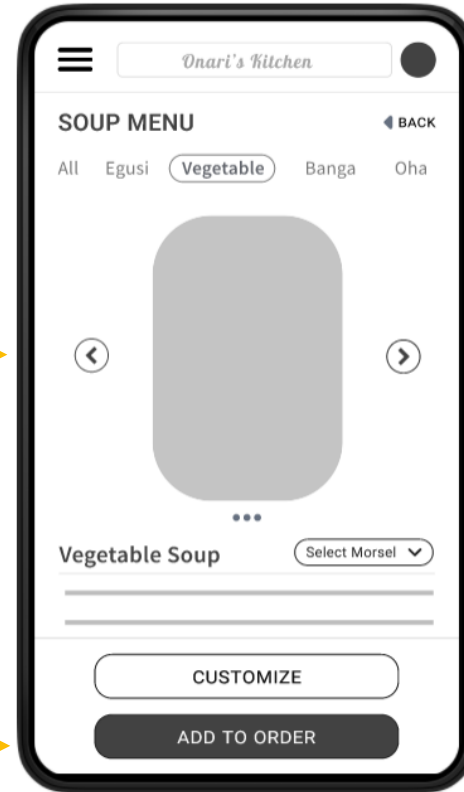 Onari's Kitchen
SOUP MENU BACK
All Egusi Vegetable Banga Oha
Vegetable Soup Select Morsel
CUSTOMIZE
ADD TO ORDER